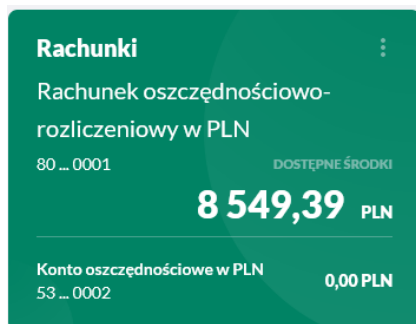 Rachunki
Rachunek oszczędnościowo-
rozliczeniowy w PLN
80 ... 0001 DOSTĘPNE ŚRODKI
8 549,39 PLN
Konto oszczędnościowe w PLN
0,00 PLN
53 ... 0002